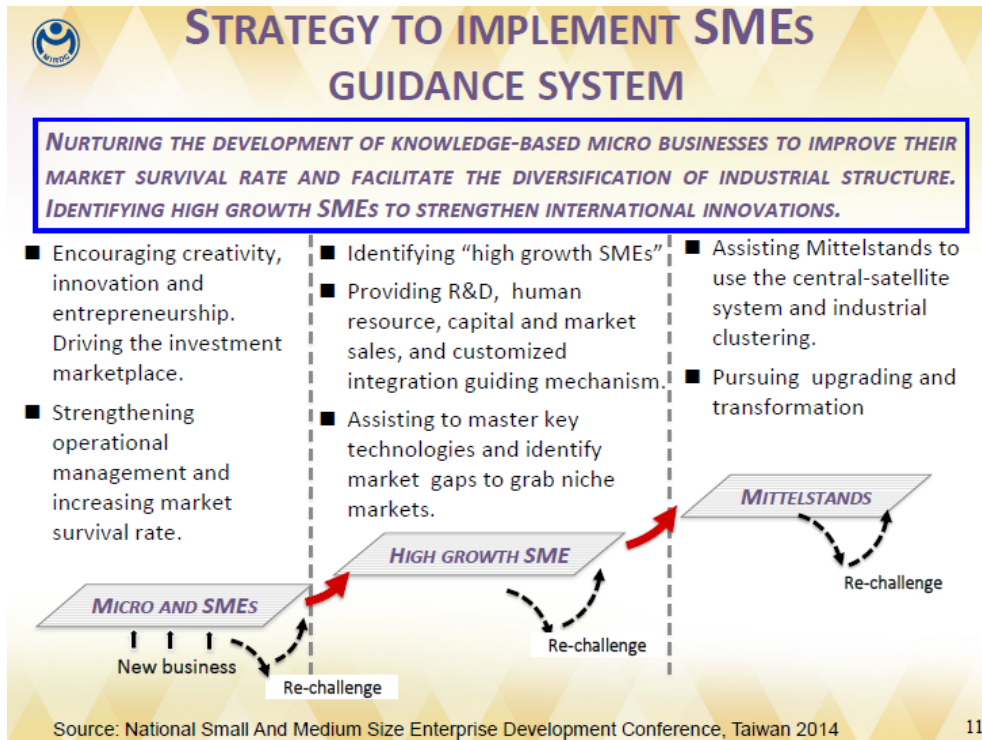 MIRDC
STRATEGY TO IMPLEMENT SMES
GUIDANCE SYSTEM
NURTURING THE DEVELOPMENT OF KNOWLEDGE-BASED MICRO BUSINESSES TO IMPROVE THEIR
MARKET SURVIVAL RATE AND FACILITATE THE DIVERSIFICATION OF INDUSTRIAL STRUCTURE.
IDENTIFYING HIGH GROWTH SMES TO STRENGTHEN INTERNATIONAL INNOVATIONS.
■ Encouraging creativity,
innovation and
entrepreneurship.
Driving the investment
marketplace.
■ Strengthening
operational
management and
increasing market
survival rate.
■ Identifying “high growth SMEs”
■ Providing R&D, human
resource, capital and market
sales, and customized
integration guiding mechanism.
■ Assisting to master key
technologies and identify
market gaps to grab niche
markets.
■ Assisting Mittelstands to
use the central-satellite
system and industrial
clustering.
■ Pursuing upgrading and
transformation
MITTELSTANDS
Re-challenge
HIGH GROWTH SME
Re-challenge
MICRO AND SMES
New business
Re-challenge
Source: National Small And Medium Size Enterprise Development Conference, Taiwan 2014
11